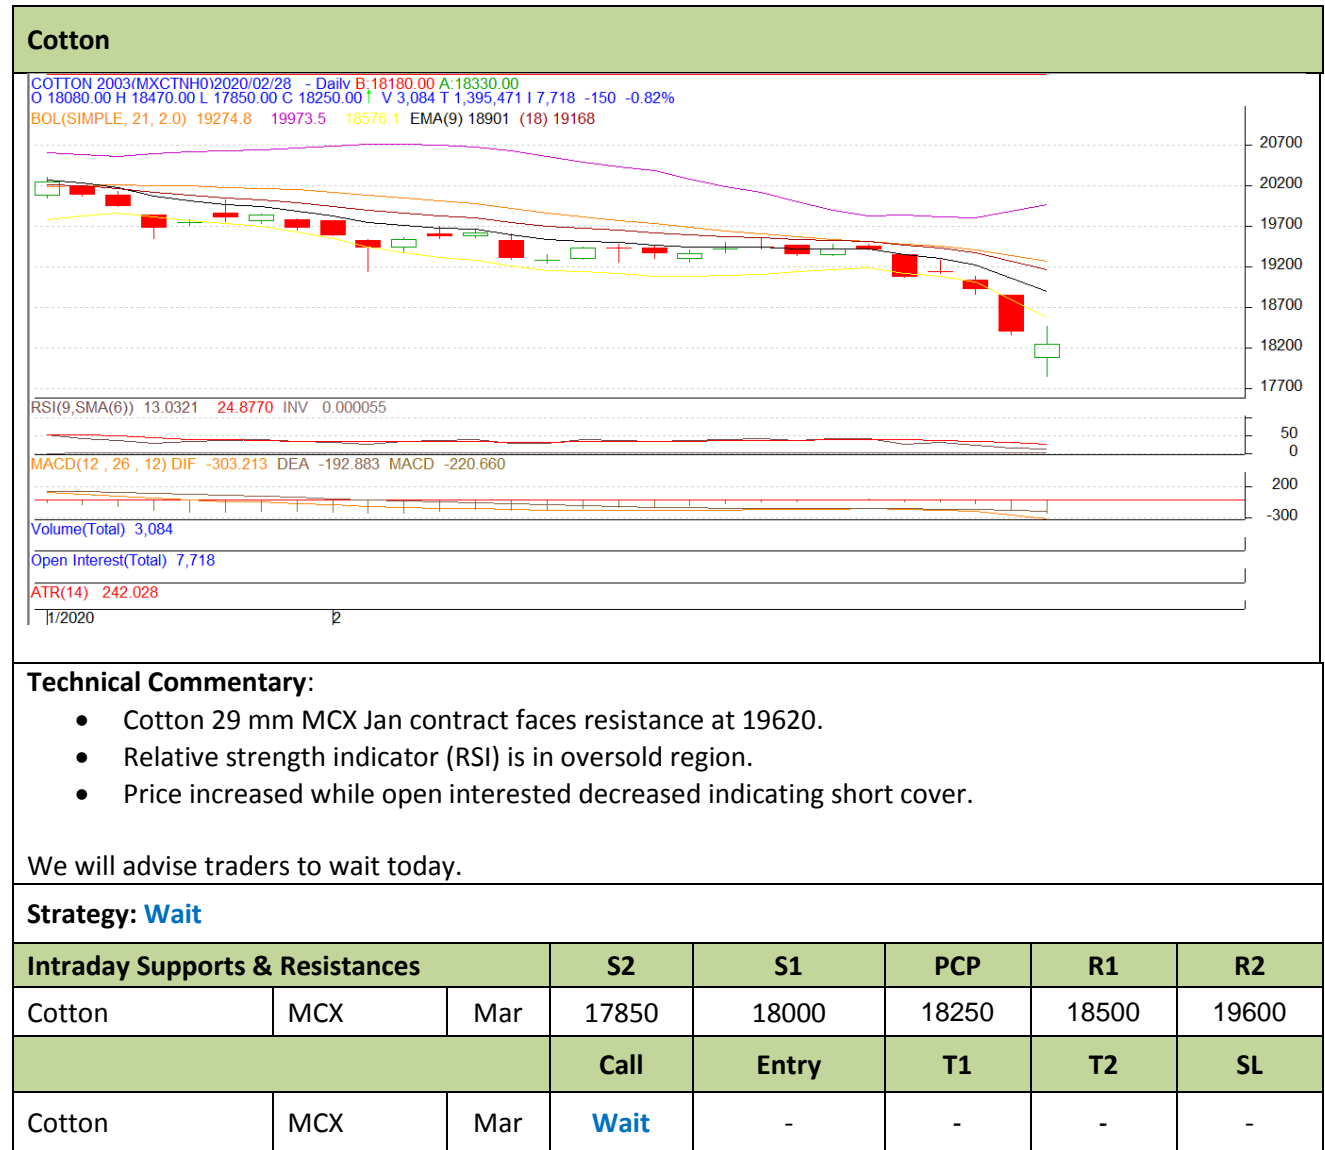 Cotton
COTTON 2003(MXCTNH0)2020/02/28 - Daily B:18180.00 A:18330.00
O 18080.00 H 18470.00 L 17850.00 C 18250.00↑ V 3,084 T 1,395,471 I 7,718 -150 -0.82%
BOL(SIMPLE, 21, 2.0) 19274.8 19973.5 18576.1 EMA(9) 18901 (18) 19168
20700
20200
19700
19200
18700
18200
17700
RSI(9,SMA(6)) 13.0321 24.8770 INV 0.000055
50
0
MACD(12 , 26 , 12) DIF -303.213 DEA -192.883 MACD -220.660
200
-300
Volume(Total) 3,084
Open Interest(Total) 7,718
ATR(14) 242.028
1/2020 2
Technical Commentary:
• Cotton 29 mm MCX Jan contract faces resistance at 19620.
• Relative strength indicator (RSI) is in oversold region.
• Price increased while open interested decreased indicating short cover.
We will advise traders to wait today.
Strategy: Wait
Intraday Supports & Resistances S2 S1 PCP R1 R2
Cotton MCX Mar 17850 18000 18250 18500 19600
Call Entry T1 T2 SL
Cotton MCX Mar Wait - - - -